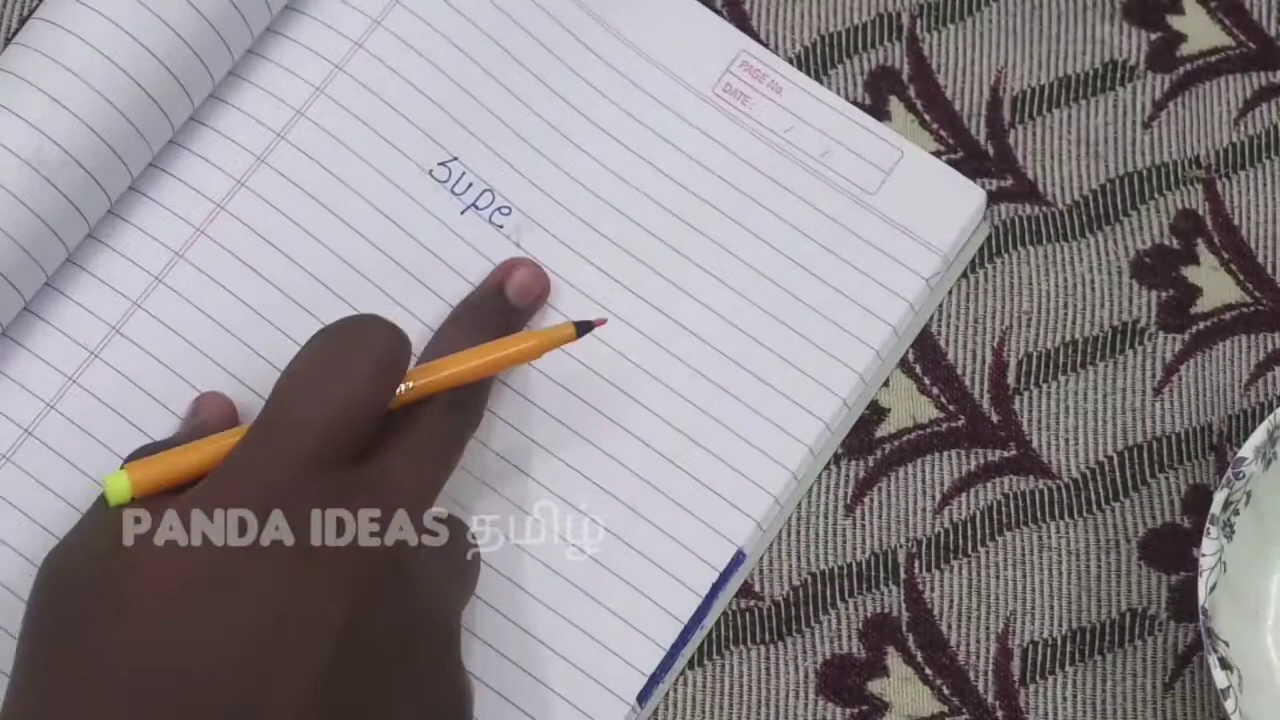 PAGE No.
DATE: / /
supe
PANDA IDEAS தமிழ்